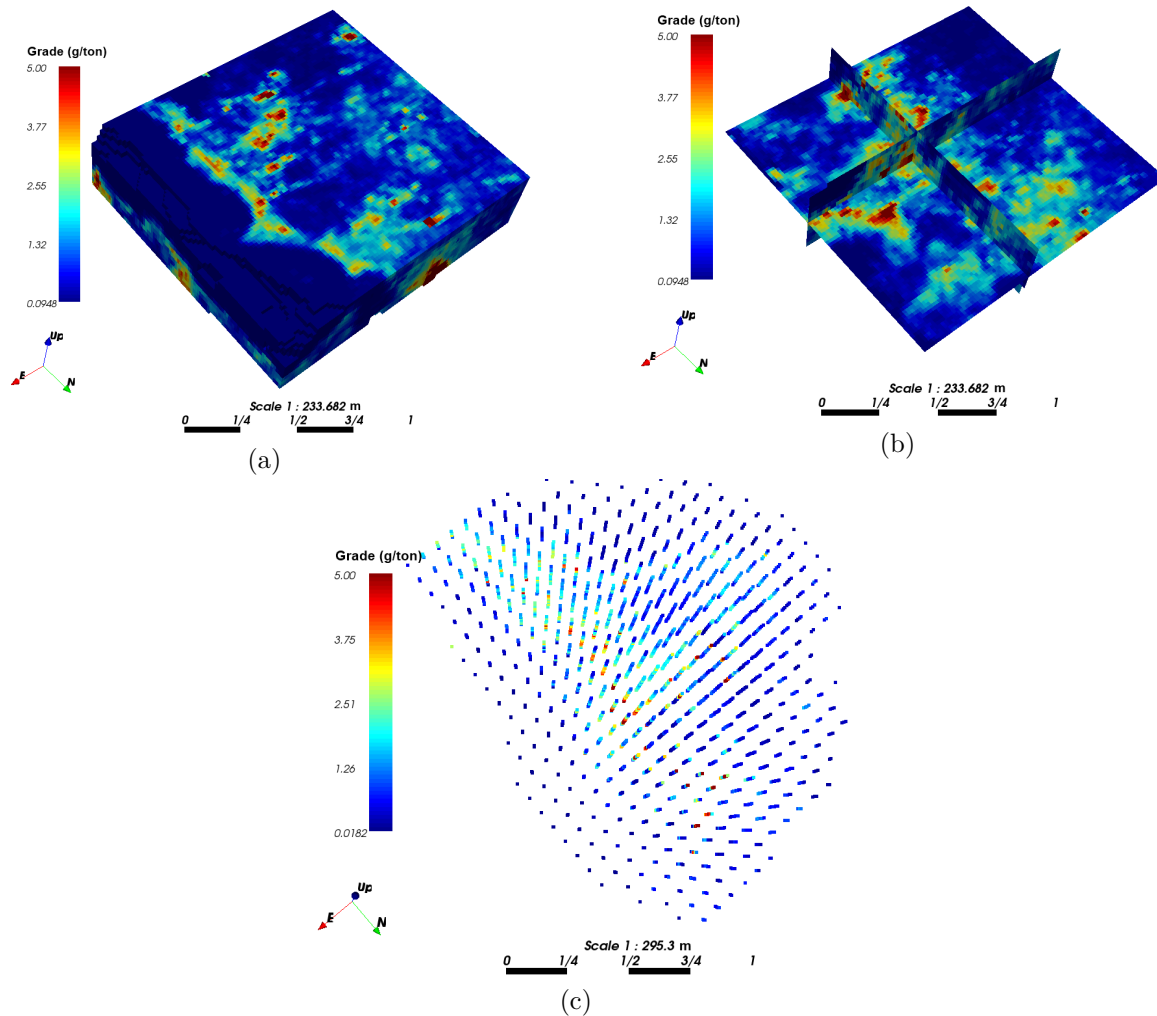 Grade (g/ton)
5.00
3.77
2.55
1.32
0.0948
Up
E
N
Scale 1 : 233.682 m
0 1/4 1/2 3/4 1
(a)
Grade (g/ton)
5.00
3.77
2.55
1.32
0.0948
Up
E
N
Scale 1 : 233.682 m
0 1/4 1/2 3/4 1
(b)
Grade (g/ton)
5.00
3.75
2.51
1.26
0.0182
Up
E
N
Scale 1 : 295.3 m
0 1/4 1/2 3/4 1
(c)